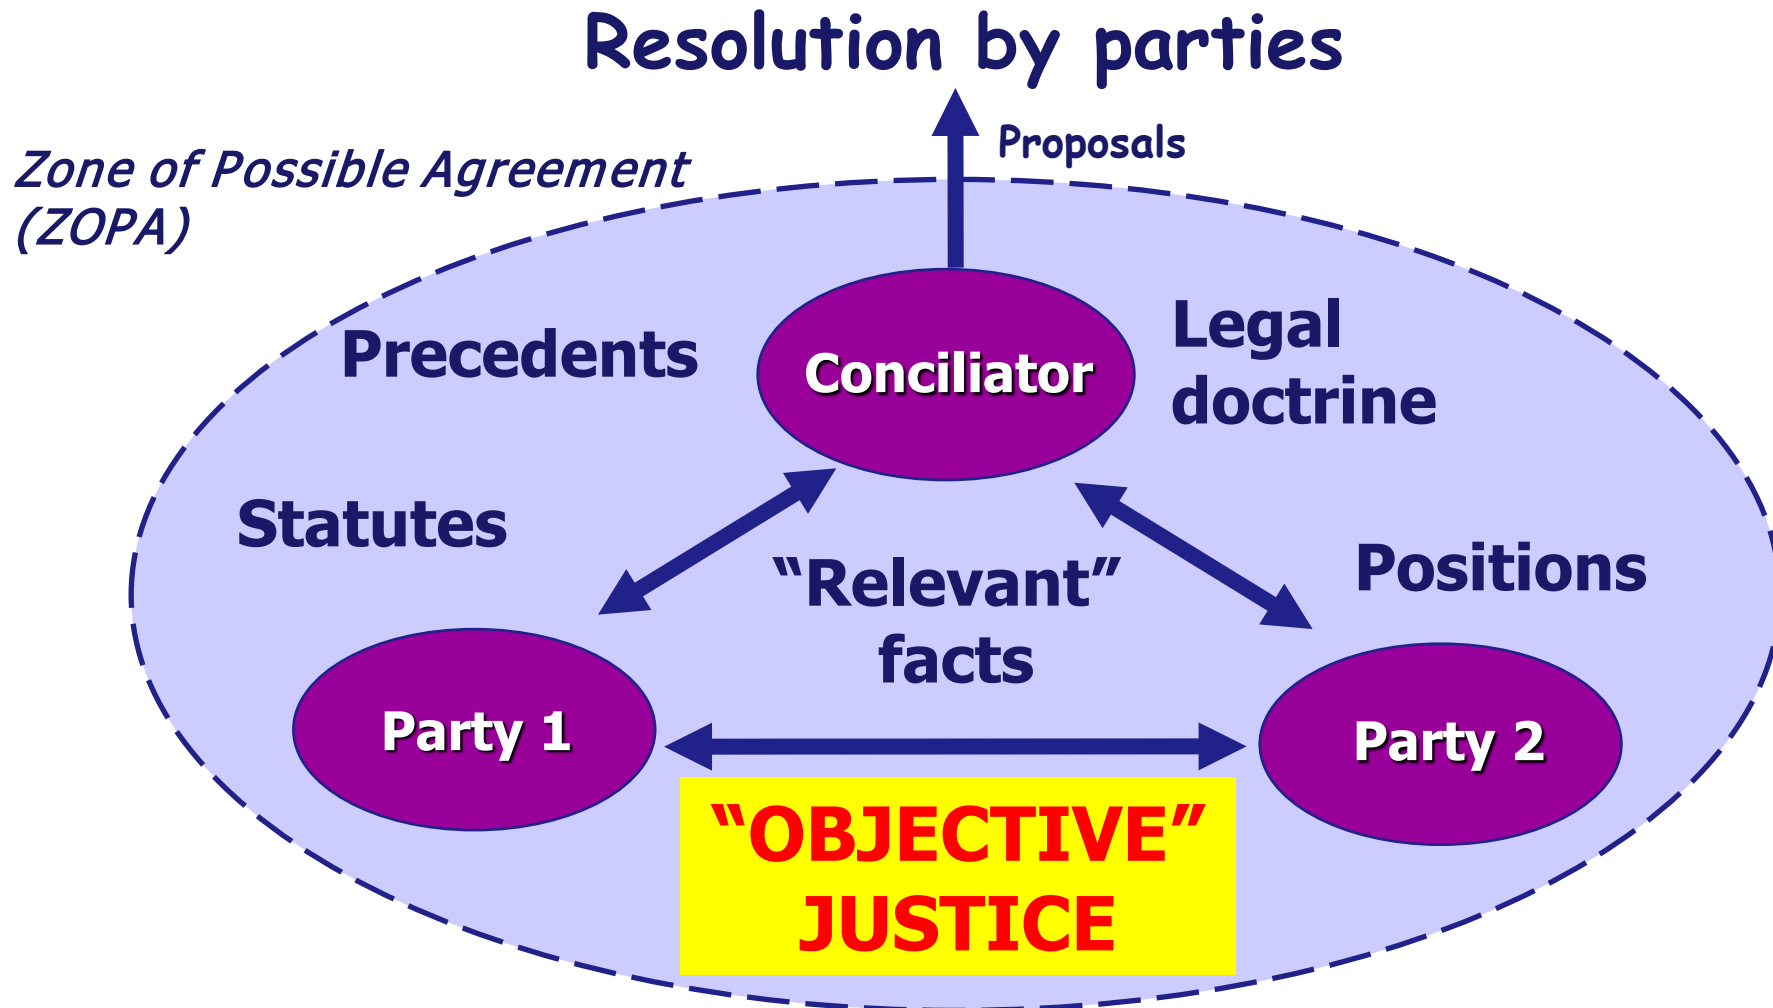 Resolution by parties
Proposals
Zone of Possible Agreement
(ZOPA)
Precedents
Conciliator
Legal
doctrine
Statutes
“Relevant”
facts
Positions
Party 1
Party 2
“OBJECTIVE”
JUSTICE